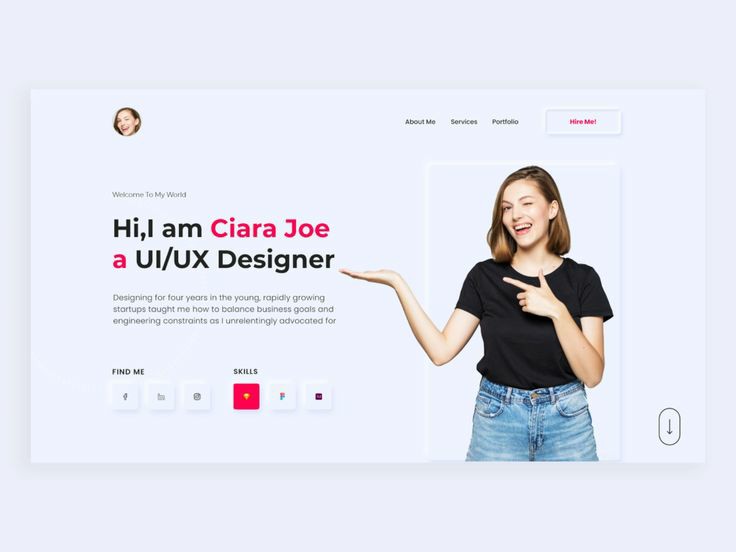 About Me Services Portfolio Hire Me!
Welcome To My World
Hi,I am Ciara Joe
a UI/UX Designer
Designing for four years in the young, rapidly growing
startups taught me how to balance business goals and
engineering constraints as I unrelentingly advocated for
FIND ME SKILLS